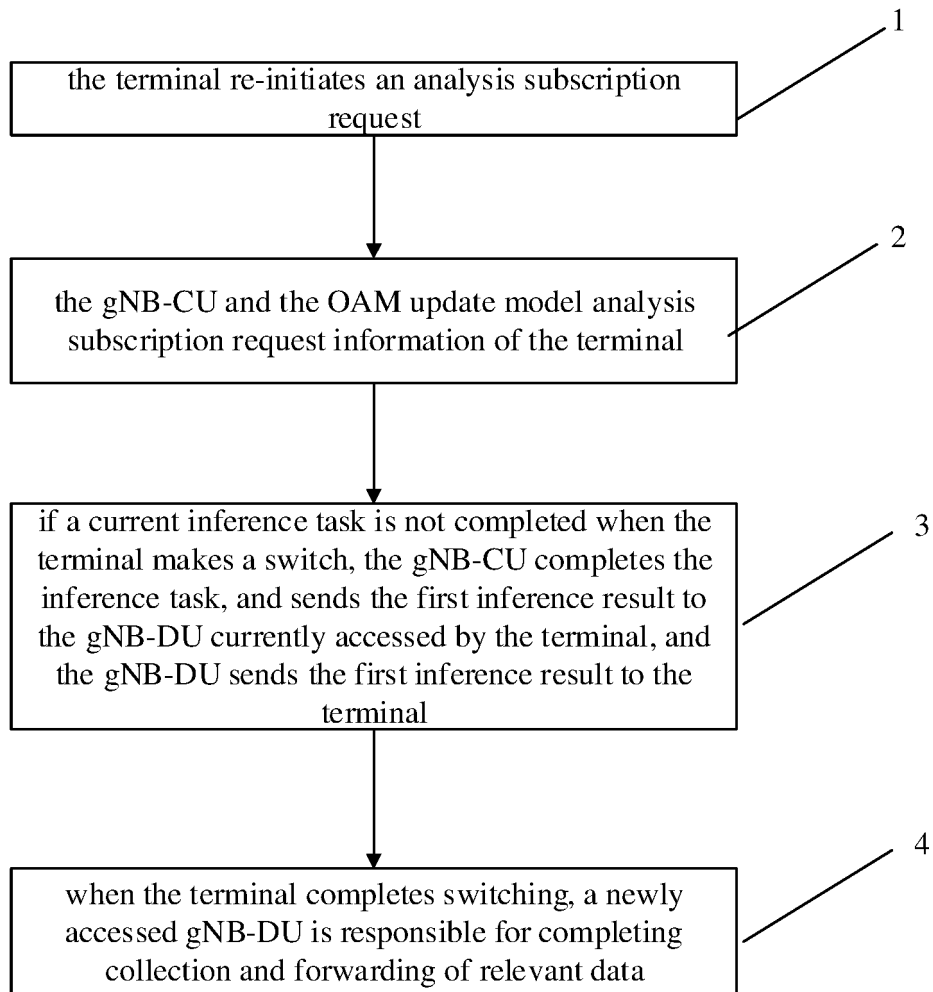 1
the terminal re-initiates an analysis subscription
request
2
the gNB-CU and the OAM update model analysis
subscription request information of the terminal
3
if a current inference task is not completed when the
terminal makes a switch, the gNB-CU completes the
inference task, and sends the first inference result to
the gNB-DU currently accessed by the terminal, and
the gNB-DU sends the first inference result to the
terminal
4
when the terminal completes switching, a newly
accessed gNB-DU is responsible for completing
collection and forwarding of relevant data